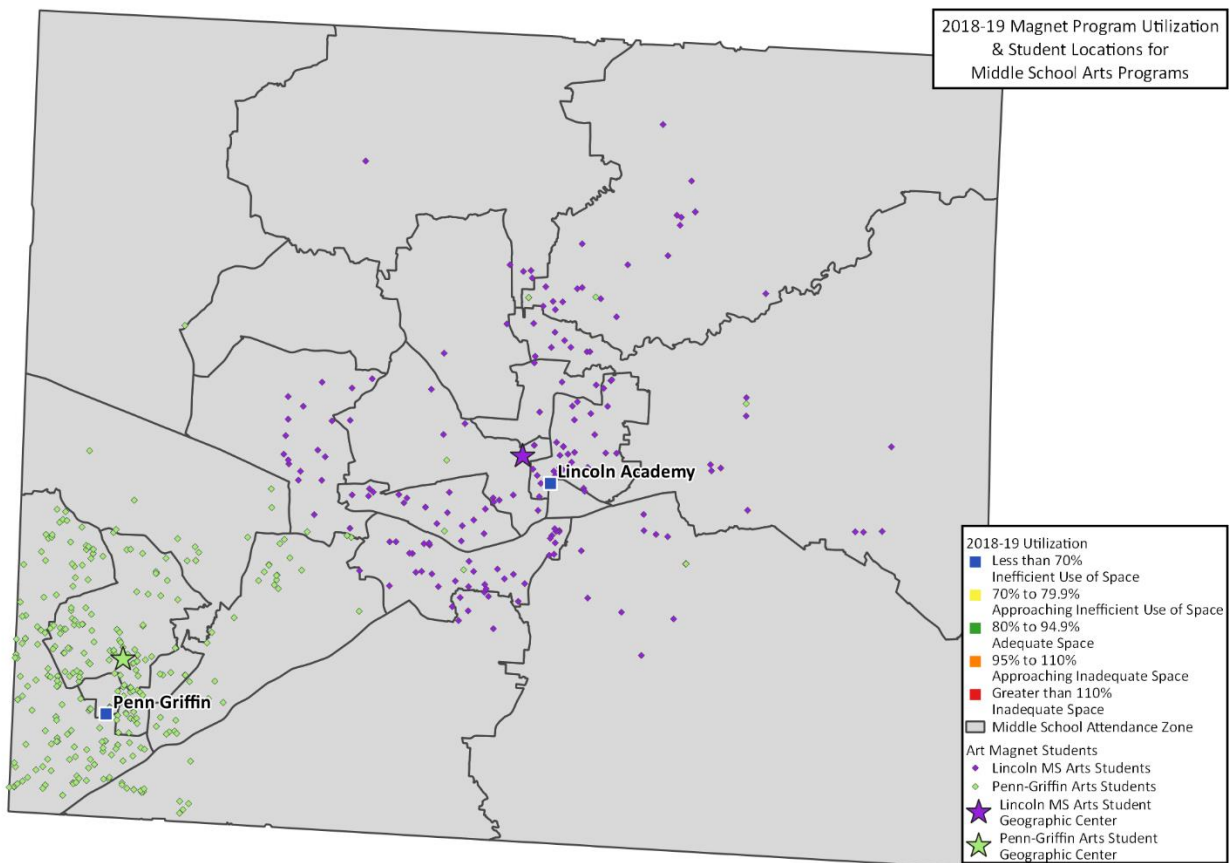 2018-19 Magnet Program Utilization
& Student Locations for
Middle School Arts Programs
Lincoln Academy
Penn-Griffin
2018-19 Utilization
Less than 70%
Inefficient Use of Space
70% to 79.9%
Approaching Inefficient Use of Space
80% to 94.9%
Adequate Space
95% to 110%
Approaching Inadequate Space
Greater than 110%
Inadequate Space
Middle School Attendance Zone
Art Magnet Students
Lincoln MS Arts Students
Penn-Griffin Arts Students
Lincoln MS Arts Student
Geographic Center
Penn-Griffin Arts Student
Geographic Center